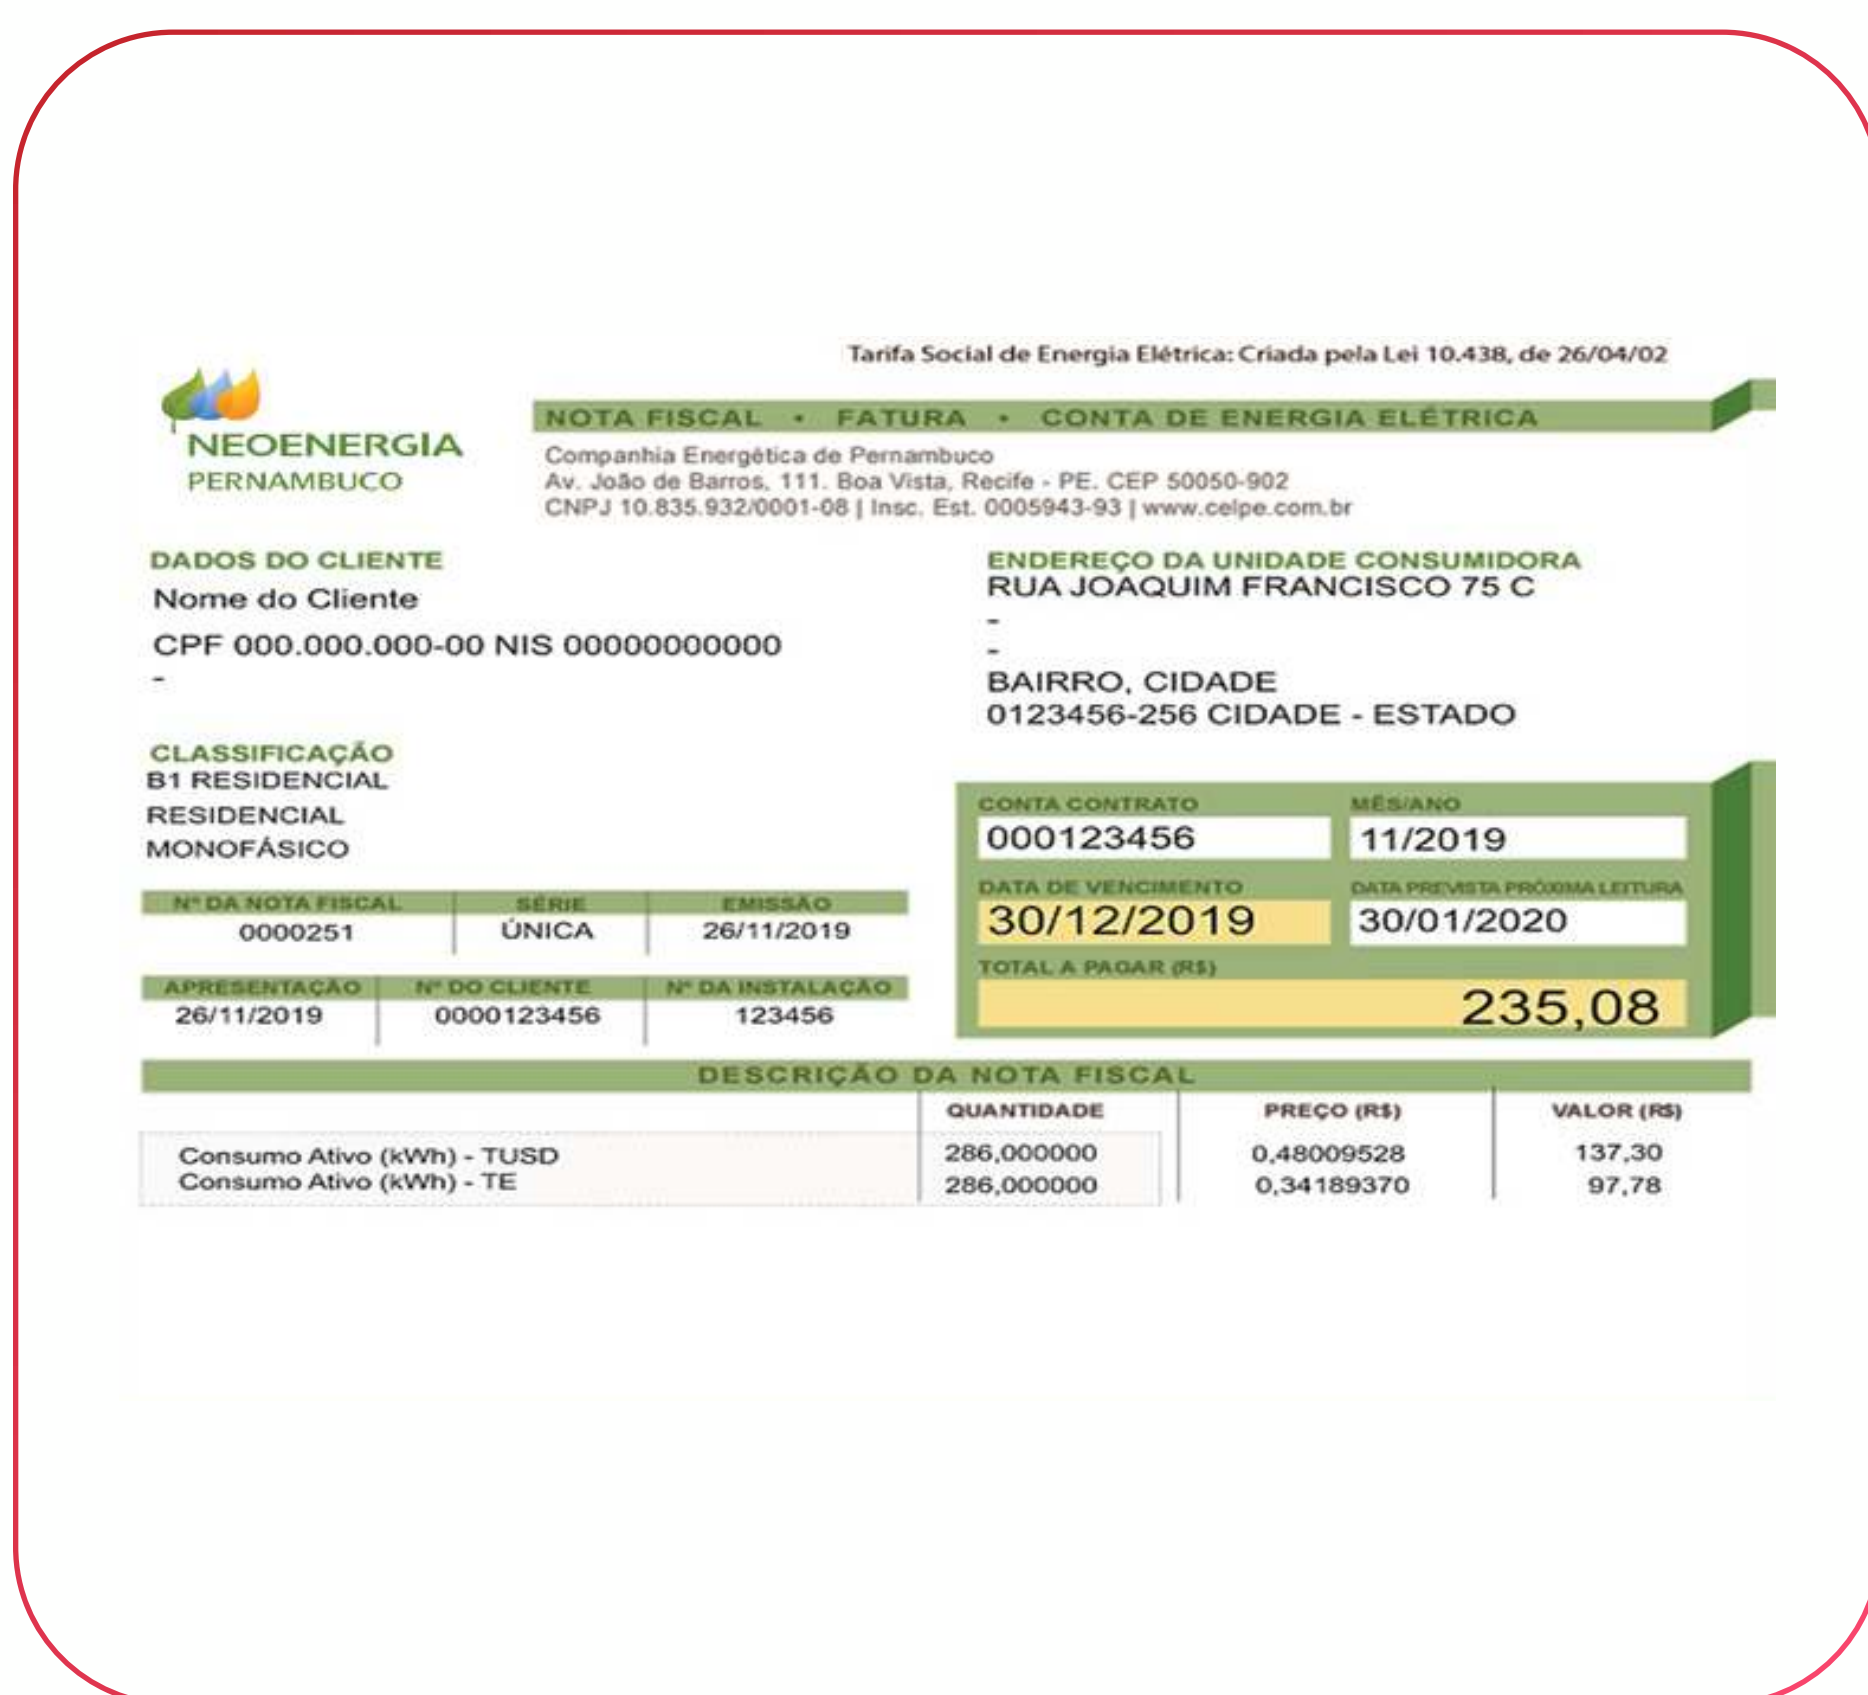 Tarifa Social de Energia Elétrica: Criada pela Lei 10.438, de 26/04/02
NEOENERGIA
PERNAMBUCO
NOTA FISCAL • FATURA • CONTA DE ENERGIA ELÉTRICA
Companhia Energética de Pernambuco
Av. João de Barros, 111. Boa Vista, Recife - PE. CEP 50050-902
CNPJ 10.835.932/0001-08 | Insc. Est. 0005943-93 | www.celpe.com.br
DADOS DO CLIENTE
Nome do Cliente
CPF 000.000.000-00 NIS 00000000000
-
ENDEREÇO DA UNIDADE CONSUMIDORA
RUA JOAQUIM FRANCISCO 75 C
-
-
BAIRRO, CIDADE
0123456-256 CIDADE - ESTADO
CLASSIFICAÇÃO
B1 RESIDENCIAL
RESIDENCIAL
MONOFÁSICO
CONTA CONTRATO MÊS/ANO
000123456 11/2019
DATA DE VENCIMENTO DATA PREVISTA PRÓXIMA LEITURA
30/12/2019 30/01/2020
TOTAL A PAGAR (R$)
235,08
Nº DA NOTA FISCAL SÉRIE EMISSÃO
0000251 ÚNICA 26/11/2019
APRESENTAÇÃO Nº DO CLIENTE Nº DA INSTALAÇÃO
26/11/2019 0000123456 123456
DESCRIÇÃO DA NOTA FISCAL
QUANTIDADE PREÇO (R$) VALOR (R$)
Consumo Ativo (kWh) - TUSD 286,000000 0,48009528 137,30
Consumo Ativo (kWh) - TE 286,000000 0,34189370 97,78